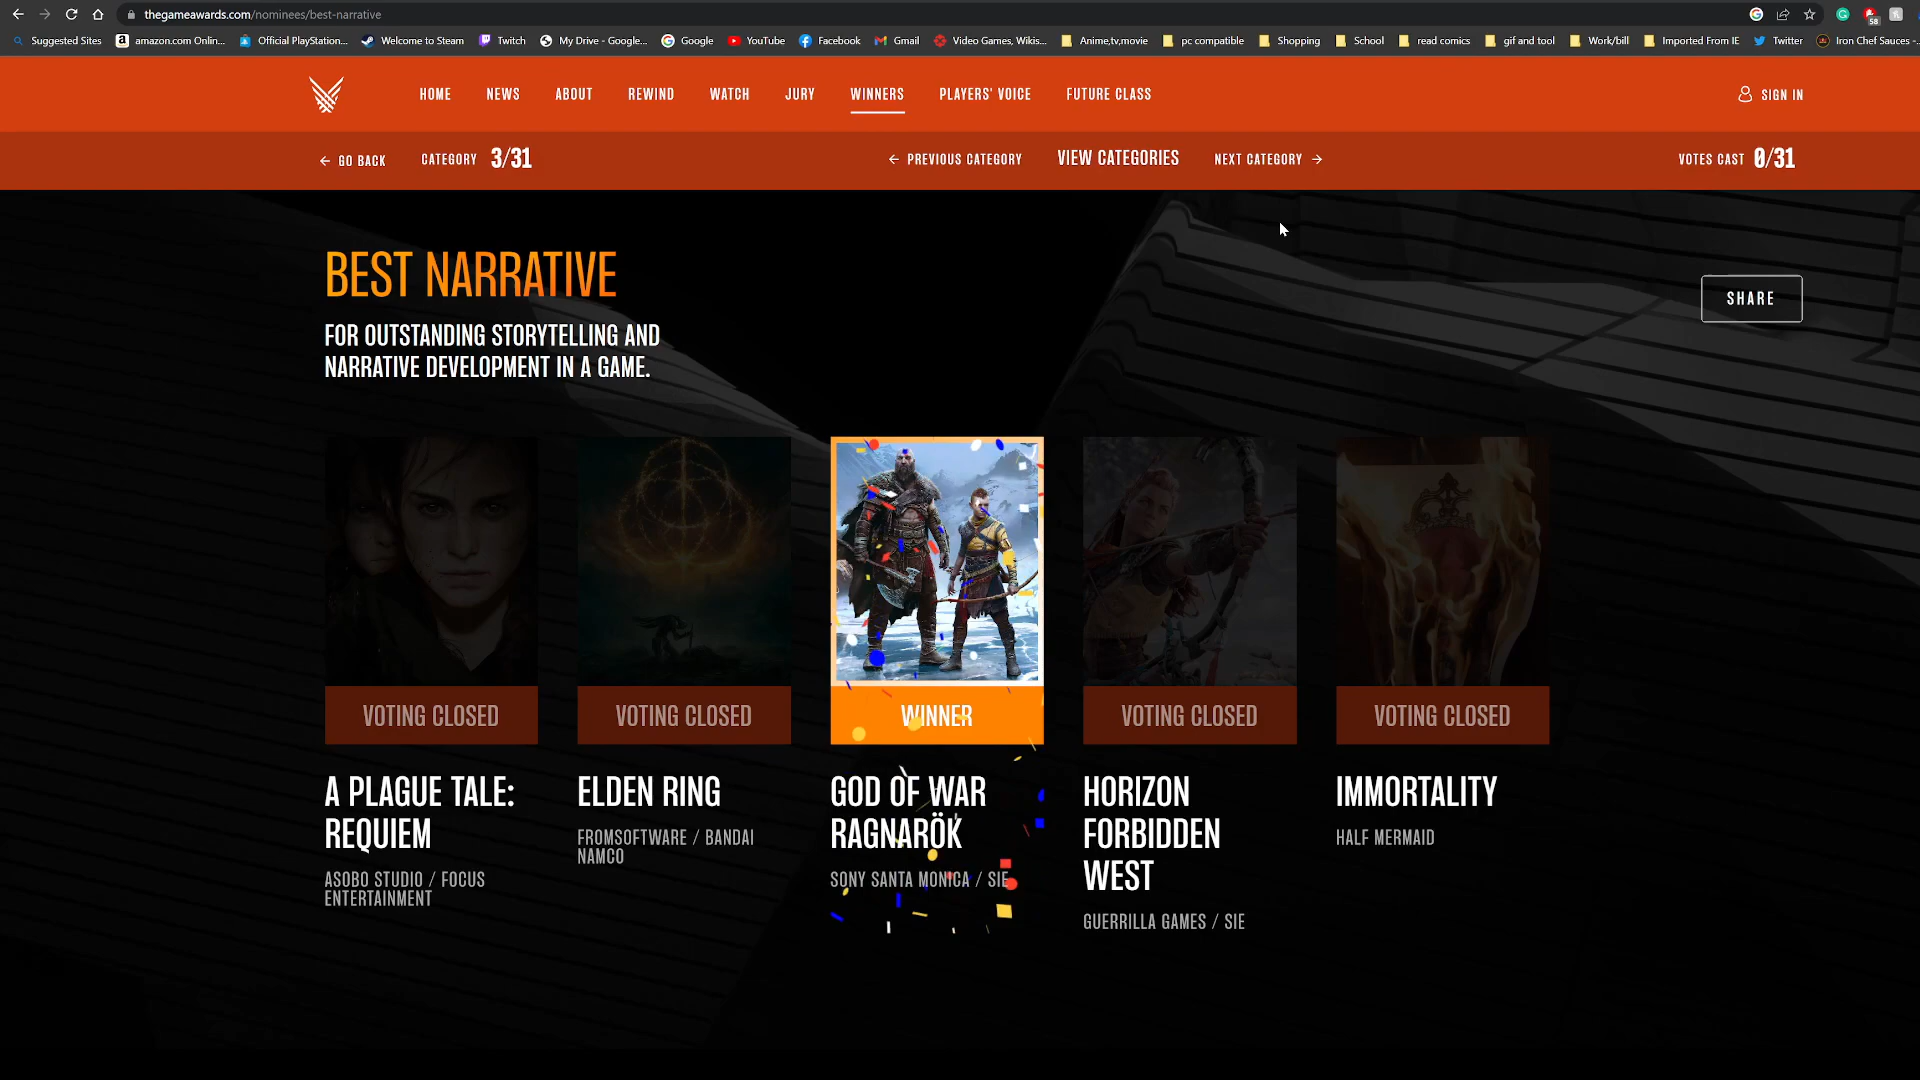 thegameawards.com/nominees/best-narrative
58
Suggested Sites
amazon.com Onlin...
Official PlayStation...
Welcome to Steam
Twitch
My Drive - Google...
Google
YouTube
Facebook
Gmail
Video Games, Wikis...
Anime,tv,movie
pc compatible
Shopping
School
read comics
gif and tool
Work/bill
Imported From IE
Twitter
Iron Chef Sauces -...
HOME
NEWS
ABOUT
REWIND
WATCH
JURY
WINNERS
PLAYERS' VOICE
FUTURE CLASS
SIGN IN
GO BACK
CATEGORY 3/31
PREVIOUS CATEGORY
VIEW CATEGORIES
NEXT CATEGORY
VOTES CAST 0/31
BEST NARRATIVE
FOR OUTSTANDING STORYTELLING AND
NARRATIVE DEVELOPMENT IN A GAME.
SHARE
VOTING CLOSED
A PLAGUE TALE:
REQUIEM
ASOBO STUDIO / FOCUS
ENTERTAINMENT
VOTING CLOSED
ELDEN RING
FROMSOFTWARE / BANDAI
NAMCO
WINNER
GOD OF WAR
RAGNARÖK
SONY SANTA MONICA / SIE
VOTING CLOSED
HORIZON
FORBIDDEN
WEST
GUERRILLA GAMES / SIE
VOTING CLOSED
IMMORTALITY
HALF MERMAID